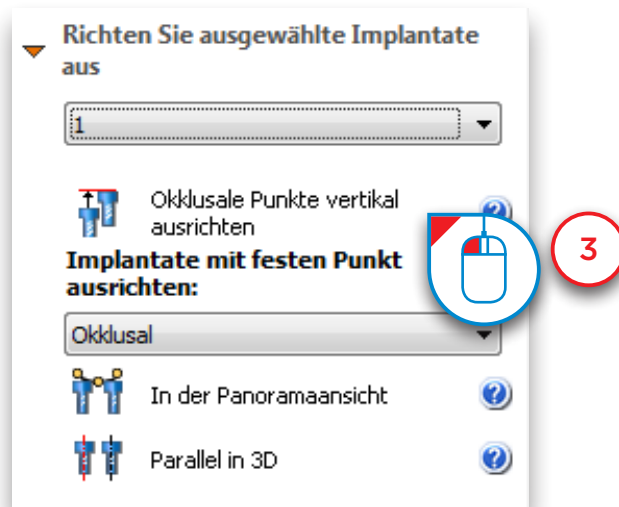 Richten Sie ausgewählte Implantate
aus
1
Okklusale Punkte vertikal
ausrichten
3
Implantate mit festen Punkt
ausrichten:
Okklusal
In der Panoramaansicht
?
Parallel in 3D
?